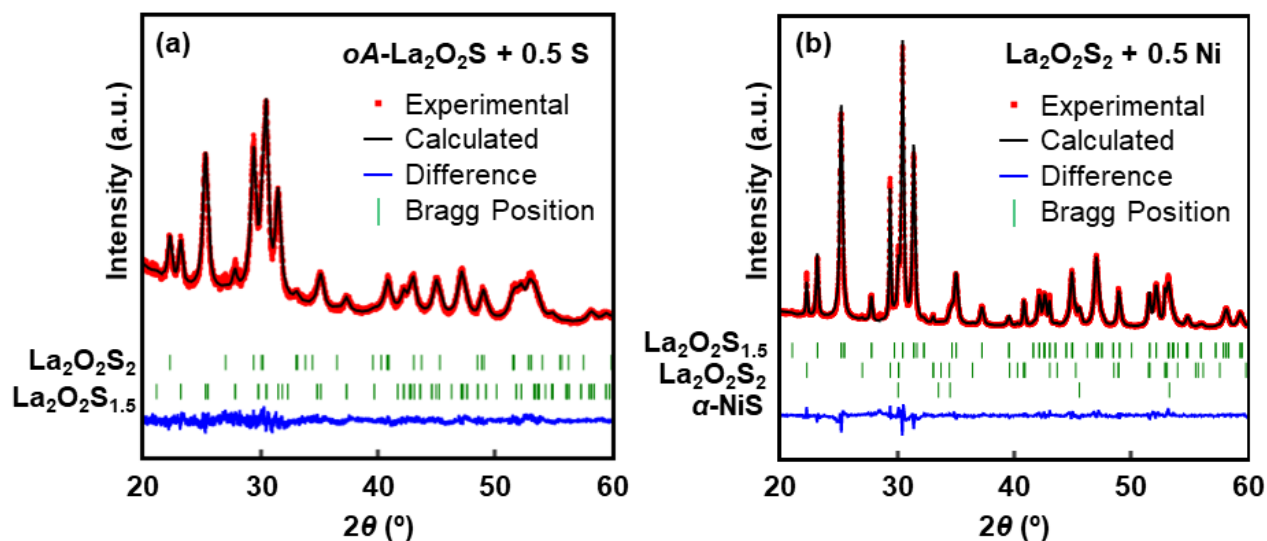 (a)
oA-La₂O₂S + 0.5 S
Experimental
Calculated
Difference
Bragg Position
Intensity (a.u.)
La₂O₂S₂
La₂O₂S₁.₅
20 30 40 50 60
2θ (º)
(b)
La₂O₂S₂ + 0.5 Ni
Experimental
Calculated
Difference
Bragg Position
Intensity (a.u.)
La₂O₂S₁.₅
La₂O₂S₂
α-NiS
20 30 40 50 60
2θ (º)